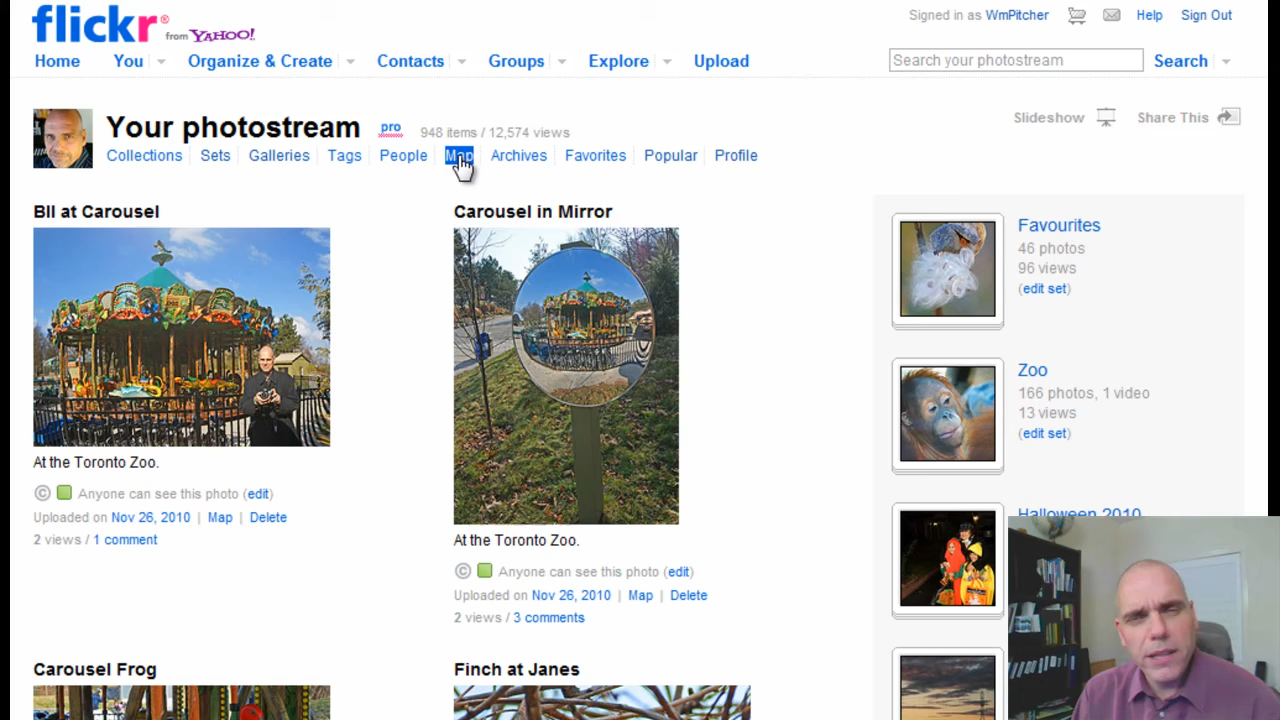 flickr® from YAHOO!
Signed in as WmPitcher Help Sign Out
Home You Organize & Create Contacts Groups Explore Upload
Search your photostream Search
Your photostream pro 948 items / 12,574 views
Slideshow Share This
Collections Sets Galleries Tags People Map Archives Favorites Popular Profile
BIl at Carousel
At the Toronto Zoo.
© Anyone can see this photo (edit)
Uploaded on Nov 26, 2010 | Map | Delete
2 views / 1 comment
Carousel in Mirror
At the Toronto Zoo.
© Anyone can see this photo (edit)
Uploaded on Nov 26, 2010 | Map | Delete
2 views / 3 comments
Carousel Frog
Finch at Janes
Favourites
46 photos
96 views
(edit set)
Zoo
166 photos, 1 video
13 views
(edit set)
Halloween 2010